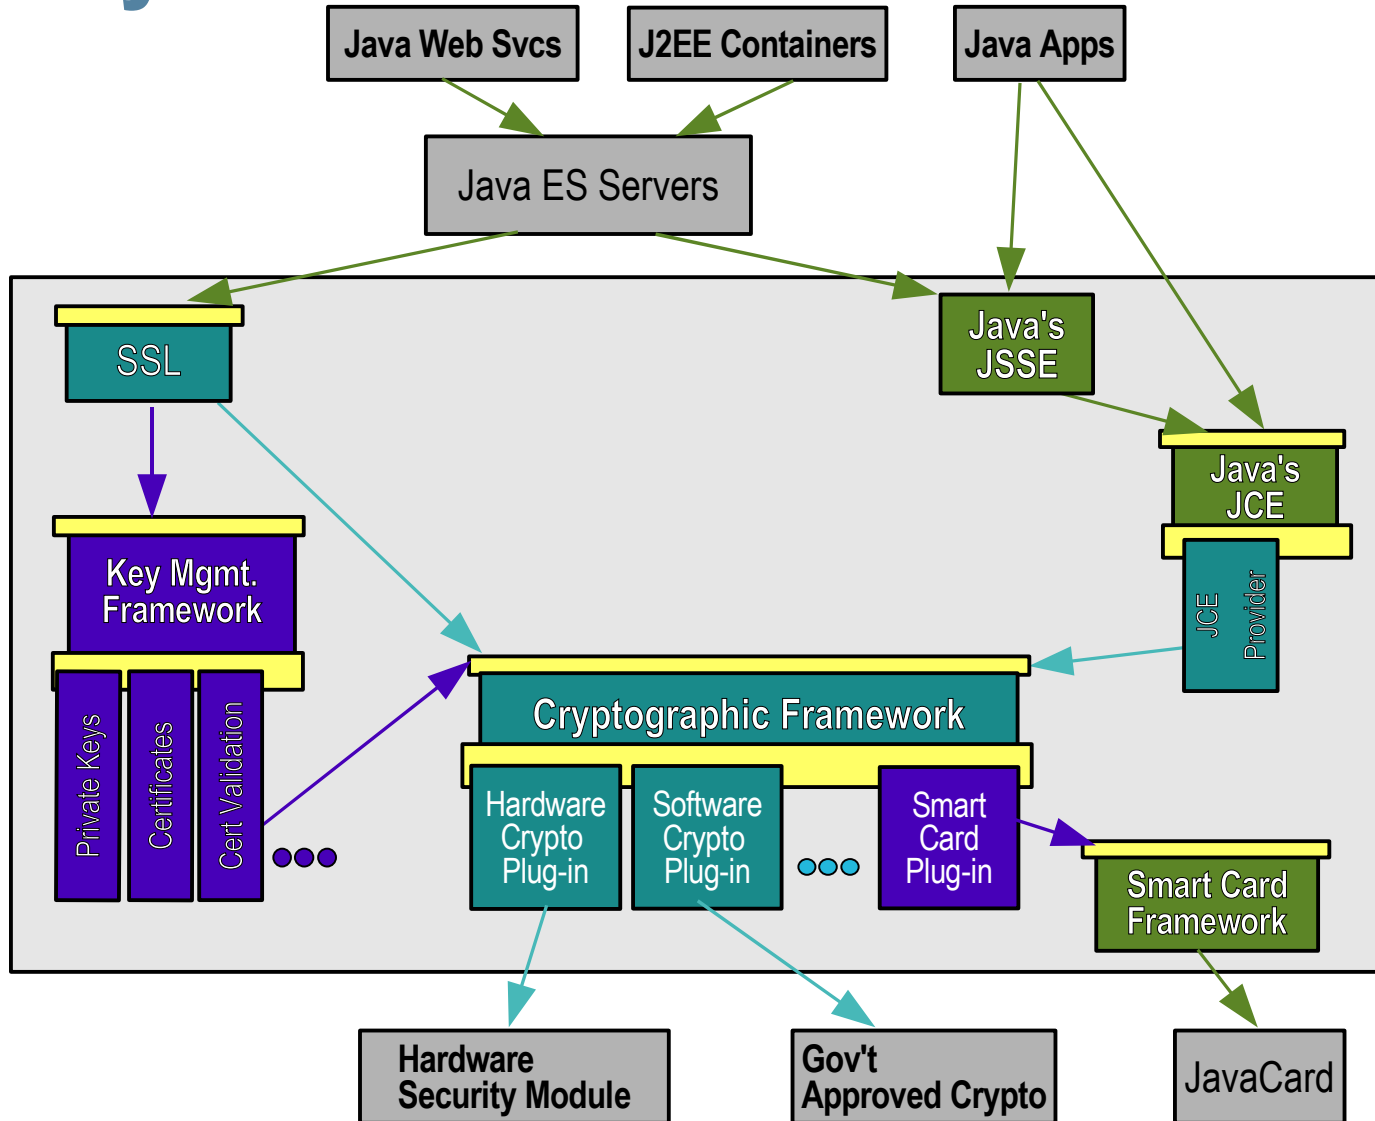 Java Web Svcs
J2EE Containers
Java Apps
Java ES Servers
SSL
Java's
JSSE
Java's
JCE
JCE
Provider
Key Mgmt.
Framework
Private Keys
Certificates
Cert Validation
Cryptographic Framework
Hardware
Crypto
Plug-in
Software
Crypto
Plug-in
Smart
Card
Plug-in
Smart Card
Framework
Hardware
Security Module
Gov't
Approved Crypto
JavaCard